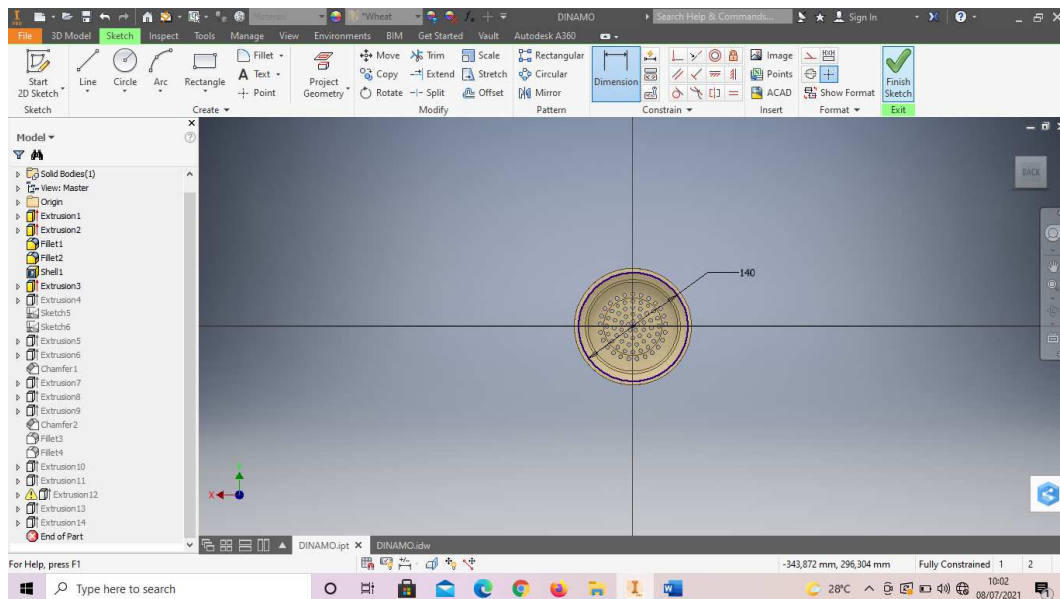 PRO
Material
*Wheat
DINAMO
Search Help & Commands...
Sign In
File 3D Model Sketch Inspect Tools Manage View Environments BIM Get Started Vault Autodesk A360
Start 2D Sketch
Line
Circle
Arc
Rectangle
Fillet
Text
Point
Project Geometry
Move
Copy
Rotate
Trim
Extend
Split
Scale
Stretch
Offset
Rectangular
Circular
Mirror
Dimension
Image
Points
ACAD
Show Format
Finish Sketch
Sketch Create Modify Pattern Constrain Insert Format Exit
Model
Solid Bodies(1)
View: Master
Origin
Extrusion1
Extrusion2
Fillet1
Fillet2
Shell1
Extrusion3
Extrusion4
Sketch5
Sketch6
Extrusion5
Extrusion6
Chamfer1
Extrusion7
Extrusion8
Extrusion9
Chamfer2
Fillet3
Fillet4
Extrusion10
Extrusion11
Extrusion12
Extrusion13
Extrusion14
End of Part
BACK
140
X
DINAMO.ipt
DINAMO.idw
For Help, press F1
-343,872 mm, 296,304 mm
Fully Constrained 1 2
Type here to search
28°C
10:02
08/07/2021